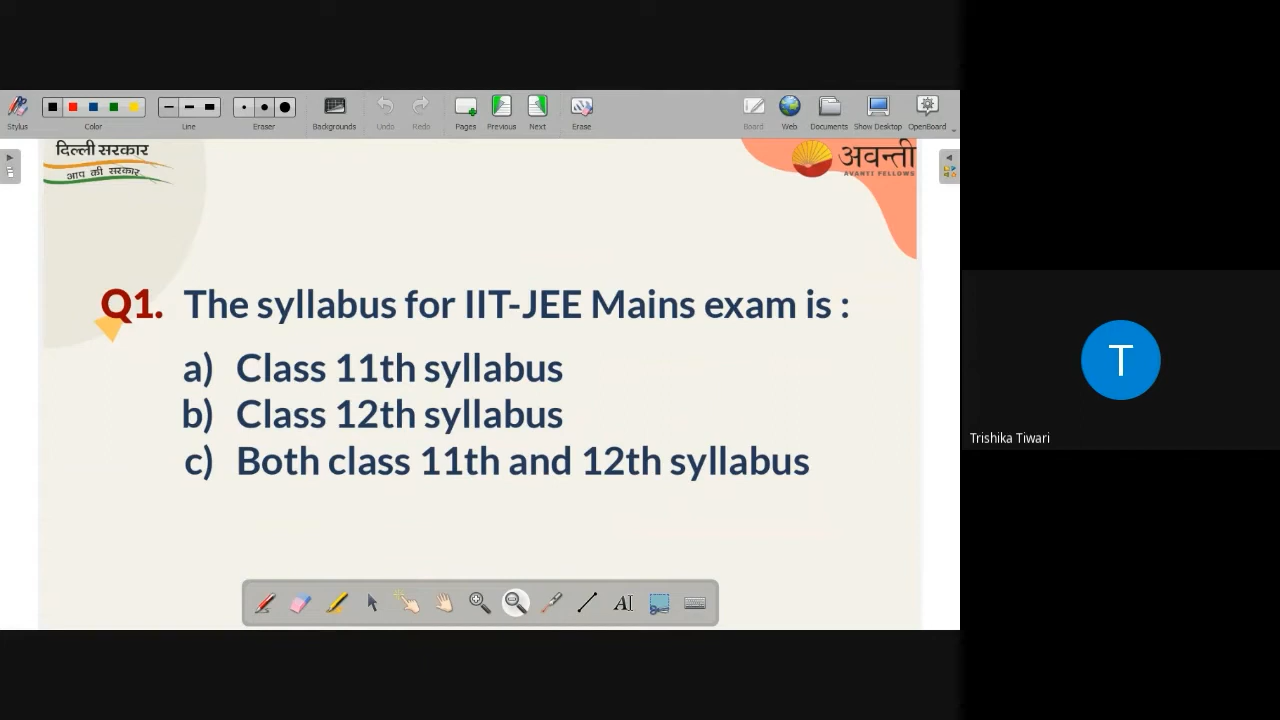 Stylus
Color
Line
Eraser
Backgrounds
Undo
Redo
Pages
Previous
Next
Erase
Board
Web
Documents
Show Desktop
OpenBoard
दिल्ली सरकार
आप की सरकार
अवन्ती
AVANTI FELLOWS
Q1. The syllabus for IIT-JEE Mains exam is :
a) Class 11th syllabus
b) Class 12th syllabus
c) Both class 11th and 12th syllabus
AI
T
Trishika Tiwari